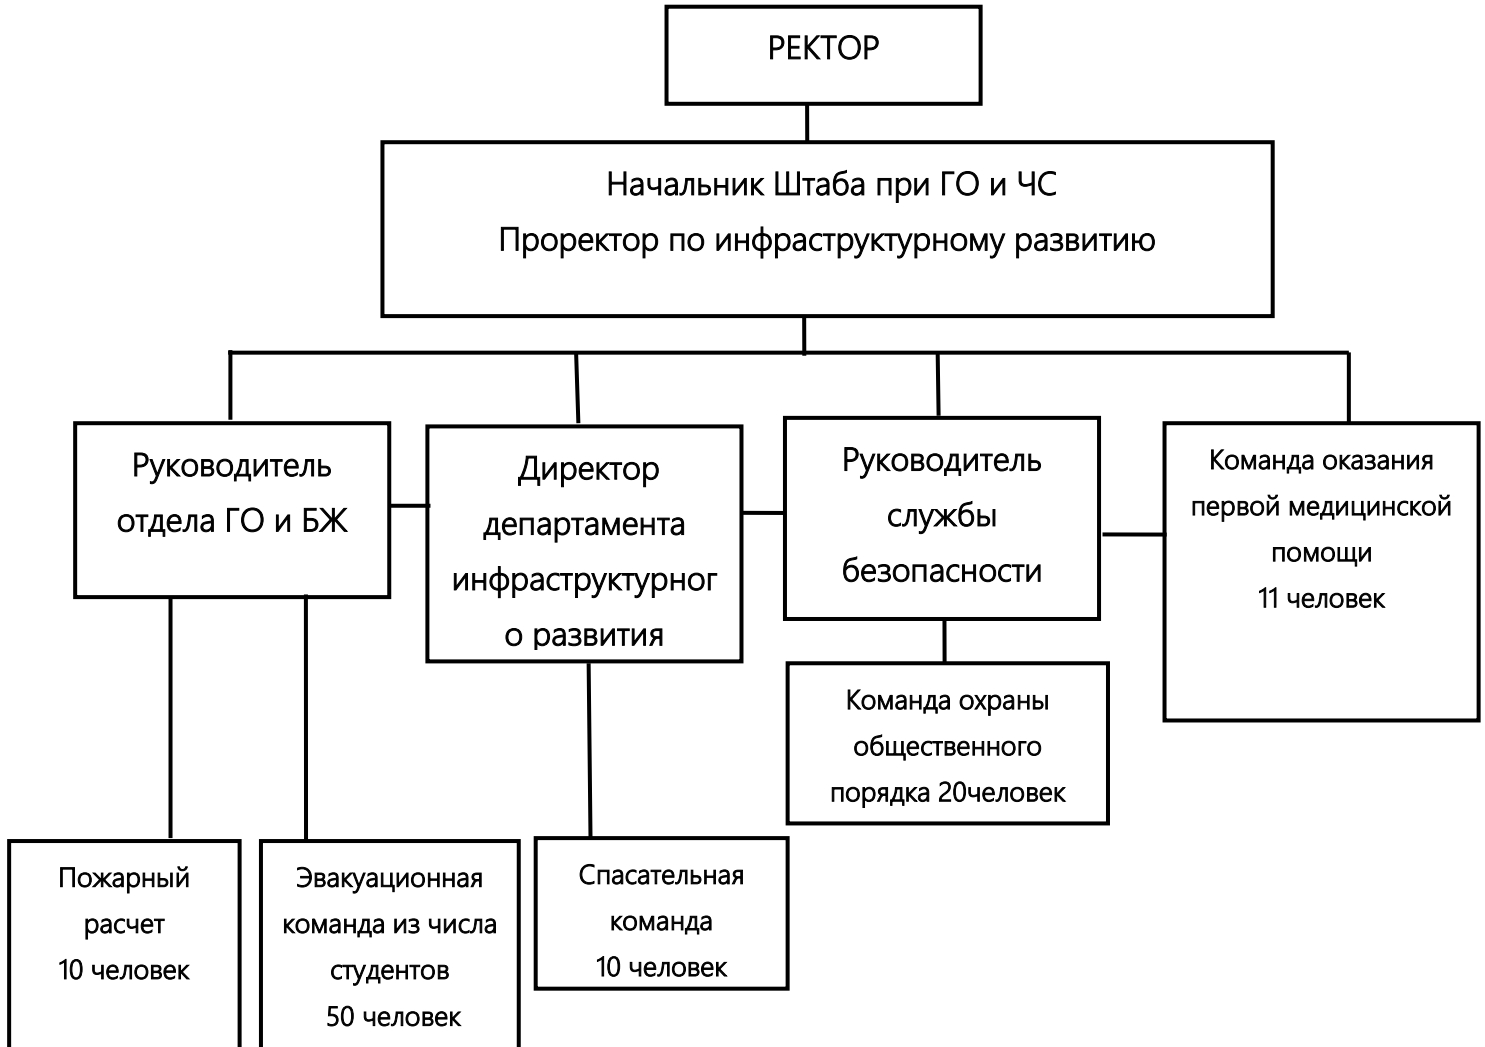 РЕКТОР
Начальник Штаба при ГО и ЧС
Проректор по инфраструктурному развитию
Руководитель
отдела ГО и БЖ
Директор
департамента
инфраструктурног
о развития
Руководитель
службы
безопасности
Команда оказания
первой медицинской
помощи
11 человек
Команда охраны
общественного
порядка 20человек
Пожарный
расчет
10 человек
Эвакуационная
команда из числа
студентов
50 человек
Спасательная
команда
10 человек